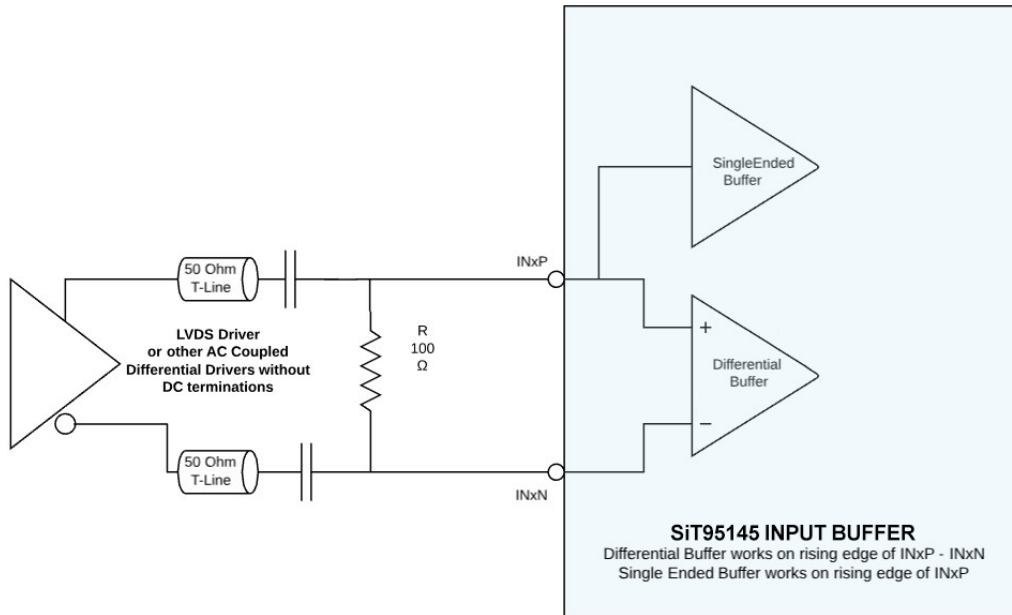 SingleEnded
Buffer
INxP
50 Ohm
T-Line
LVDS Driver
or other AC Coupled
Differential Drivers without
DC terminations
R
100
Ω
+
Differential
Buffer
−
50 Ohm
T-Line
INxN
SiT95145 INPUT BUFFER
Differential Buffer works on rising edge of INxP - INxN
Single Ended Buffer works on rising edge of INxP